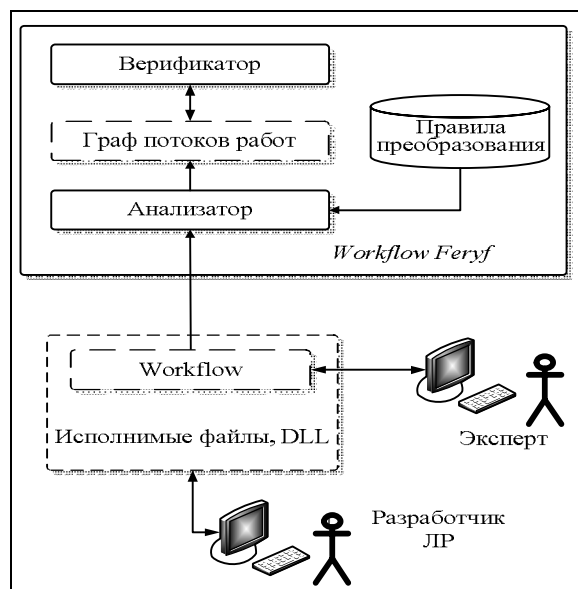 Верификатор
Граф потоков работ
Правила
преобразования
Анализатор
Workflow Feryf
Workflow
Исполнимые файлы, DLL
Эксперт
Разработчик
ЛР